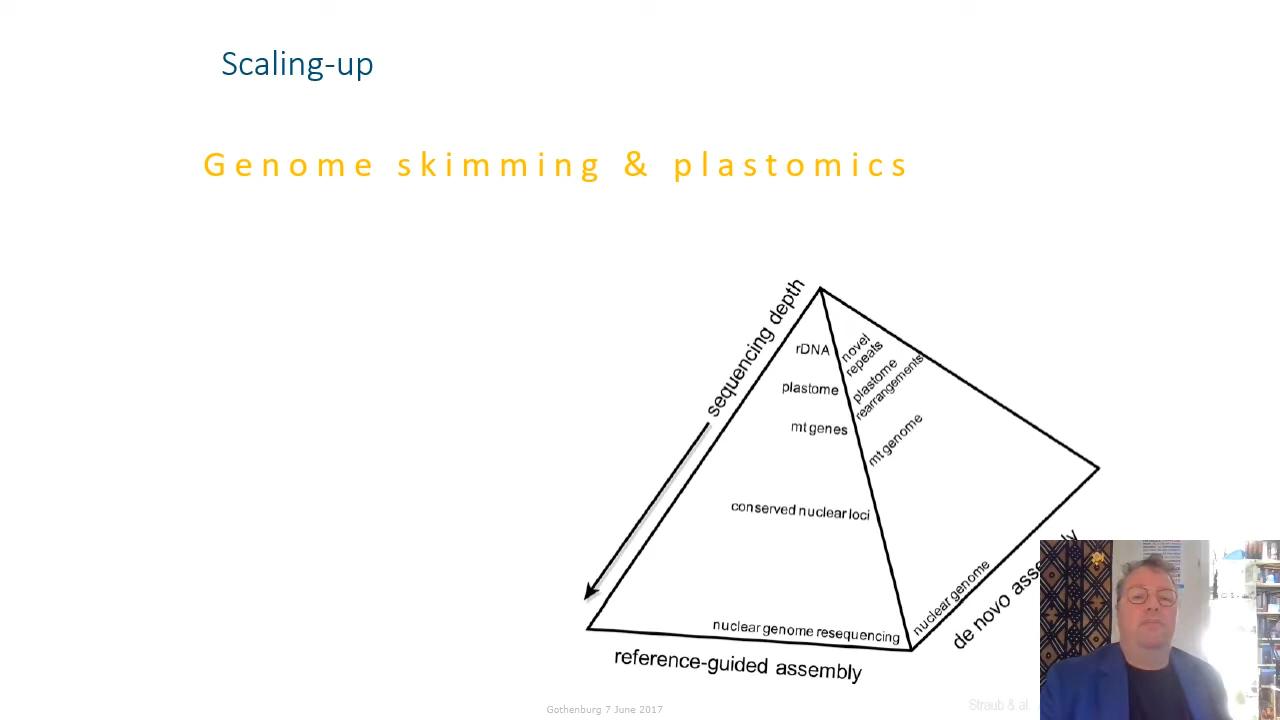 Scaling-up
Genome skimming & plastomics
sequencing depth
rDNA
plastome
mt genes
conserved nuclear loci
nuclear genome resequencing
novel
repeats
plastome
rearrangements
mt genome
nuclear genome
reference-guided assembly
de novo
Gothenburg 7 June 2017
Straub & al.